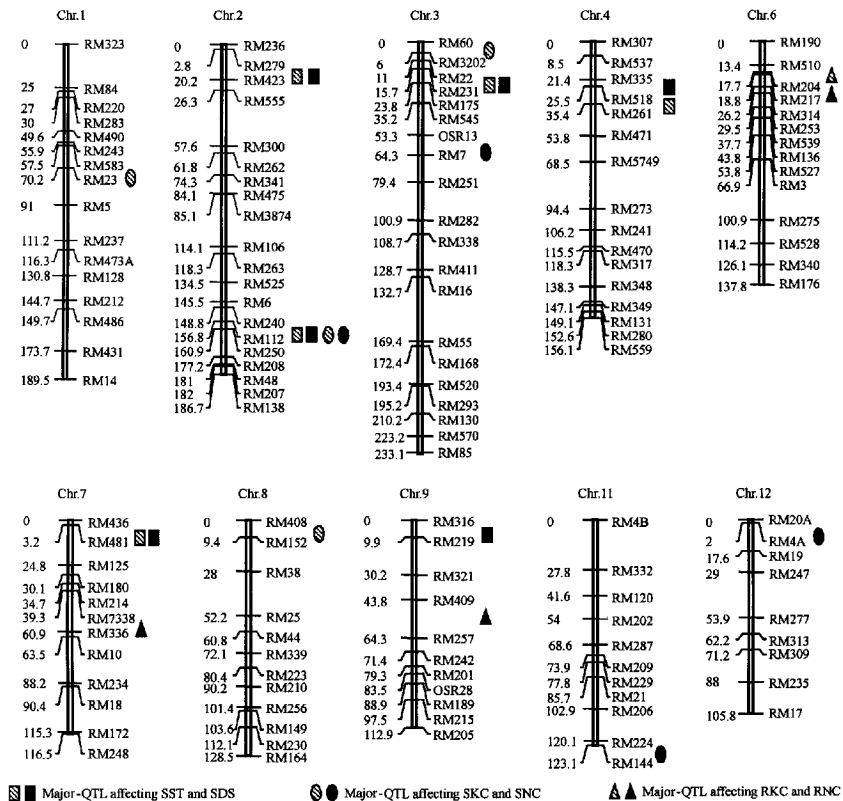 Chr.1
0 RM323
25 RM84
27 RM220
30 RM283
49.6 RM490
55.9 RM243
57.5 RM583
70.2 RM23
91 RM5
111.2 RM237
116.3 RM473A
130.8 RM128
144.7 RM212
149.7 RM486
173.7 RM431
189.5 RM14
Chr.2
0 RM236
2.8 RM279
20.2 RM423
26.3 RM555
57.6 RM300
61.8 RM262
74.3 RM341
84.1 RM475
85.1 RM3874
114.1 RM106
118.3 RM263
134.5 RM525
145.5 RM6
148.8 RM240
156.8 RM112
160.9 RM250
177.2 RM208
181 RM48
182 RM207
186.7 RM138
Chr.3
0 RM60
6 RM3202
11 RM22
15.7 RM231
23.8 RM175
35.2 RM545
53.3 OSR13
64.3 RM7
79.4 RM251
100.9 RM282
108.7 RM338
128.7 RM411
132.7 RM16
169.4 RM55
172.4 RM168
193.4 RM520
195.2 RM293
210.2 RM130
223.2 RM570
233.1 RM85
Chr.4
0 RM307
8.5 RM537
21.4 RM335
25.5 RM518
35.4 RM261
53.8 RM471
68.5 RM5749
94.4 RM273
106.2 RM241
115.5 RM470
118.3 RM317
138.3 RM348
147.1 RM349
149.1 RM131
152.6 RM280
156.1 RM559
Chr.6
0 RM190
13.4 RM510
17.7 RM204
18.8 RM217
26.2 RM314
29.5 RM253
37.7 RM539
43.8 RM136
53.8 RM527
66.9 RM3
100.9 RM275
114.2 RM528
126.1 RM340
137.8 RM176
Chr.7
0 RM436
3.2 RM481
24.8 RM125
30.1 RM180
34.7 RM214
39.3 RM7338
60.9 RM336
63.5 RM10
88.2 RM234
90.4 RM18
115.3 RM172
116.5 RM248
Chr.8
0 RM408
9.4 RM152
28 RM38
52.2 RM25
60.8 RM44
72.1 RM339
80.4 RM223
90.2 RM210
101.4 RM256
103.6 RM149
112.1 RM230
128.5 RM164
Chr.9
0 RM316
9.9 RM219
30.2 RM321
43.8 RM409
64.3 RM257
71.4 RM242
79.3 RM201
83.5 OSR28
88.9 RM189
97.5 RM215
112.9 RM205
Chr.11
0 RM4B
27.8 RM332
41.6 RM120
54 RM202
68.6 RM287
73.9 RM209
77.8 RM229
85.7 RM21
102.9 RM206
120.1 RM224
123.1 RM144
Chr.12
0 RM20A
2 RM4A
17.6 RM19
29 RM247
53.9 RM277
62.2 RM313
71.2 RM309
88 RM235
105.8 RM17
Major-QTL affecting SST and SDS
Major-QTL affecting SKC and SNC
Major-QTL affecting RKC and RNC